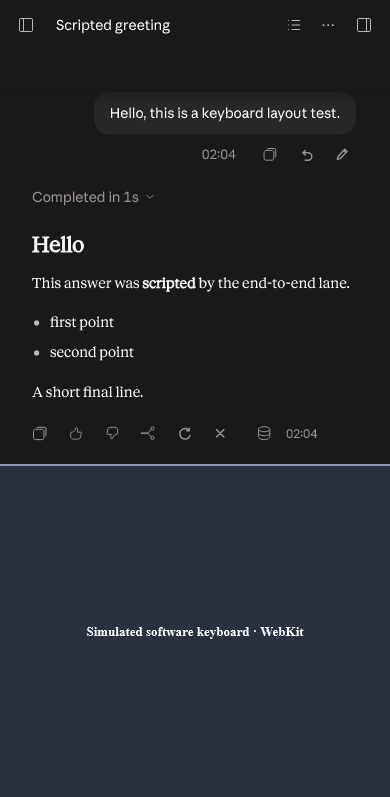 Scripted greeting
Hello, this is a keyboard layout test.
02:04
Completed in 1s
Hello
This answer was scripted by the end-to-end lane.
first point
second point
A short final line.
02:04
Simulated software keyboard · WebKit